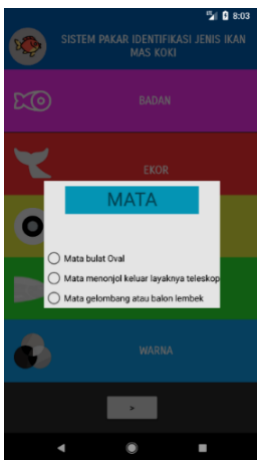 8:03
SISTEM PAKAR IDENTIFIKASI JENIS IKAN
MAS KOKI
BADAN
EKOR
MATA
Mata bulat Oval
Mata menonjol keluar layaknya teleskop
Mata gelombang atau balon lembek
WARNA
>